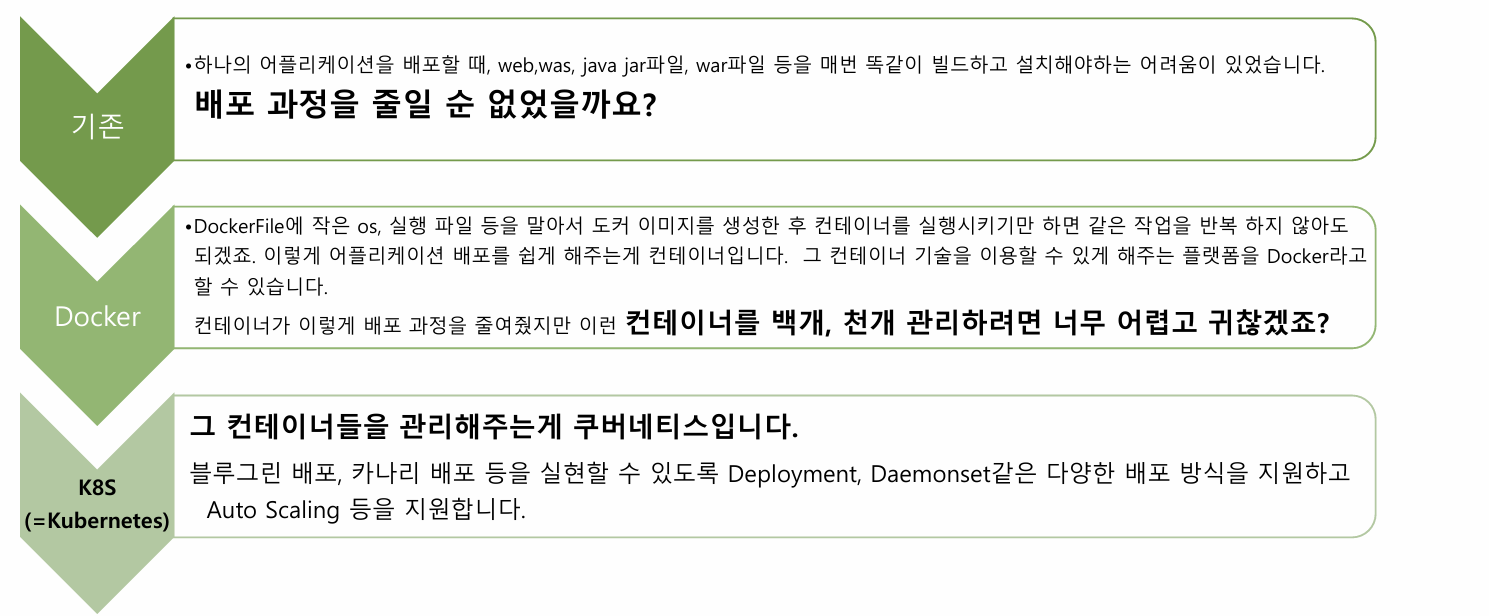 기존
•하나의 어플리케이션을 배포할 때, web,was, java jar파일, war파일 등을 매번 똑같이 빌드하고 설치해야하는 어려움이 있었습니다.
배포 과정을 줄일 순 없었을까요?
Docker
•DockerFile에 작은 os, 실행 파일 등을 말아서 도커 이미지를 생성한 후 컨테이너를 실행시키기만 하면 같은 작업을 반복 하지 않아도
되겠죠. 이렇게 어플리케이션 배포를 쉽게 해주는게 컨테이너입니다. 그 컨테이너 기술을 이용할 수 있게 해주는 플랫폼을 Docker라고
할 수 있습니다.
컨테이너가 이렇게 배포 과정을 줄여줬지만 이런 컨테이너를 백개, 천개 관리하려면 너무 어렵고 귀찮겠죠?
K8S
(=Kubernetes)
그 컨테이너들을 관리해주는게 쿠버네티스입니다.
블루그린 배포, 카나리 배포 등을 실현할 수 있도록 Deployment, Daemonset같은 다양한 배포 방식을 지원하고
Auto Scaling 등을 지원합니다.